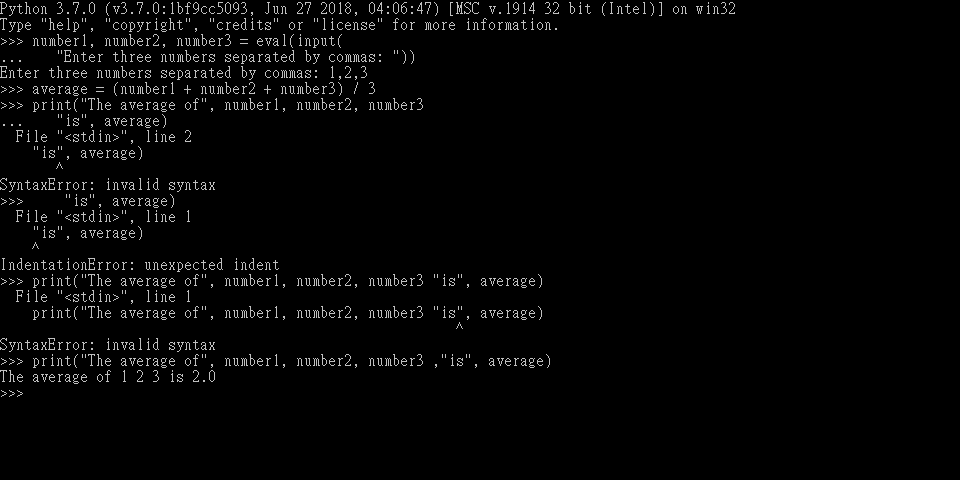 Python 3.7.0 (v3.7.0:1bf9cc5093, Jun 27 2018, 04:06:47) [MSC v.1914 32 bit (Intel)] on win32
Type "help", "copyright", "credits" or "license" for more information.
>>> number1, number2, number3 = eval(input(
...    "Enter three numbers separated by commas: "))
Enter three numbers separated by commas: 1,2,3
>>> average = (number1 + number2 + number3) / 3
>>> print("The average of", number1, number2, number3
...    "is", average)
  File "<stdin>", line 2
    "is", average)
       ^
SyntaxError: invalid syntax
>>>     "is", average)
  File "<stdin>", line 1
    "is", average)
    ^
IndentationError: unexpected indent
>>> print("The average of", number1, number2, number3 "is", average)
  File "<stdin>", line 1
    print("The average of", number1, number2, number3 "is", average)
                                                         ^
SyntaxError: invalid syntax
>>> print("The average of", number1, number2, number3 ,"is", average)
The average of 1 2 3 is 2.0
>>>